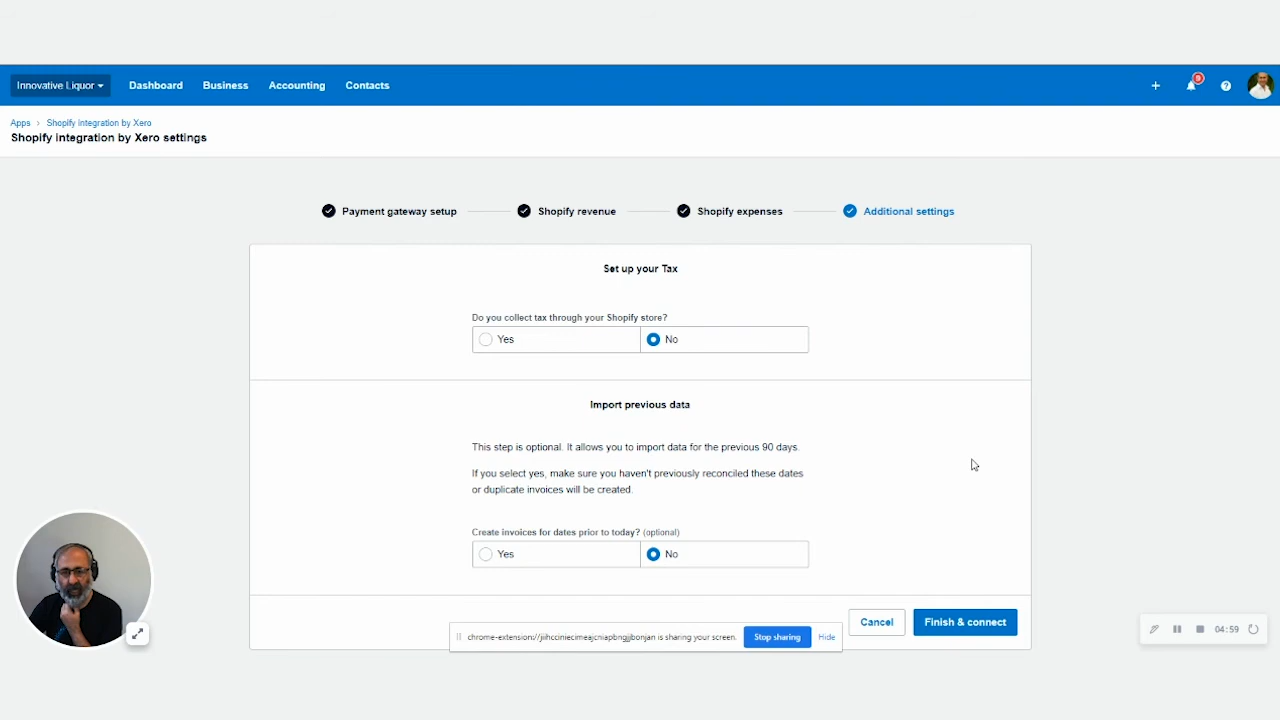 Innovative Liquor
Dashboard
Business
Accounting
Contacts
9
Apps > Shopify integration by Xero
Shopify integration by Xero settings
Payment gateway setup
Shopify revenue
Shopify expenses
Additional settings
Set up your Tax
Do you collect tax through your Shopify store?
Yes
No
Import previous data
This step is optional. It allows you to import data for the previous 90 days.
If you select yes, make sure you haven't previously reconciled these dates
or duplicate invoices will be created.
Create invoices for dates prior to today? (optional)
Yes
No
Cancel
Finish & connect
chrome-extension://jiihcciniecimeajcniapbngjjbonjan is sharing your screen.
Stop sharing
Hide
04:59